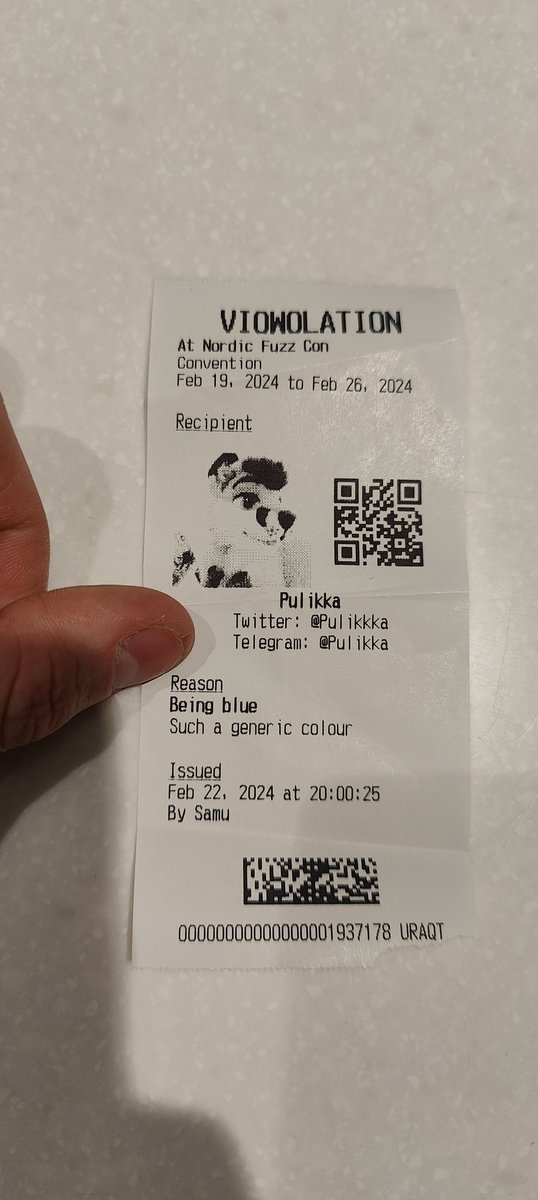 VIOWOLATION
At Nordic Fuzz Con
Convention
Feb 19, 2024 to Feb 26, 2024
Recipient
Pulikka
Twitter: @Pulikkka
Telegram: @Pulikka
Reason
Being blue
Such a generic colour
Issued
Feb 22, 2024 at 20:00:25
By Samu
00000000000000001937178 URAQT